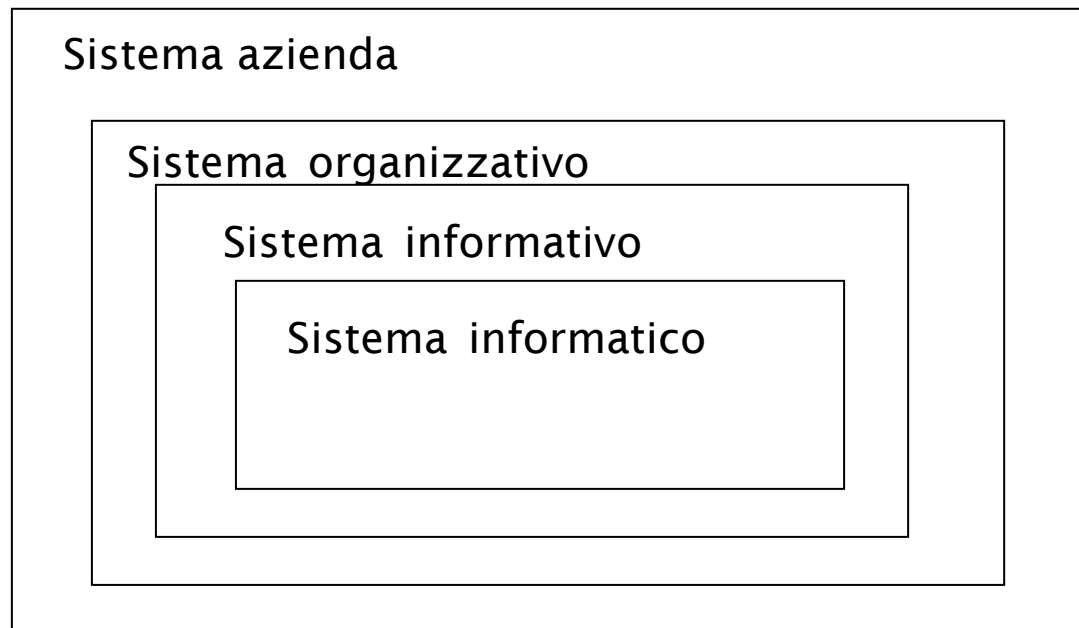 Sistema azienda
Sistema organizzativo
Sistema informativo
Sistema informatico